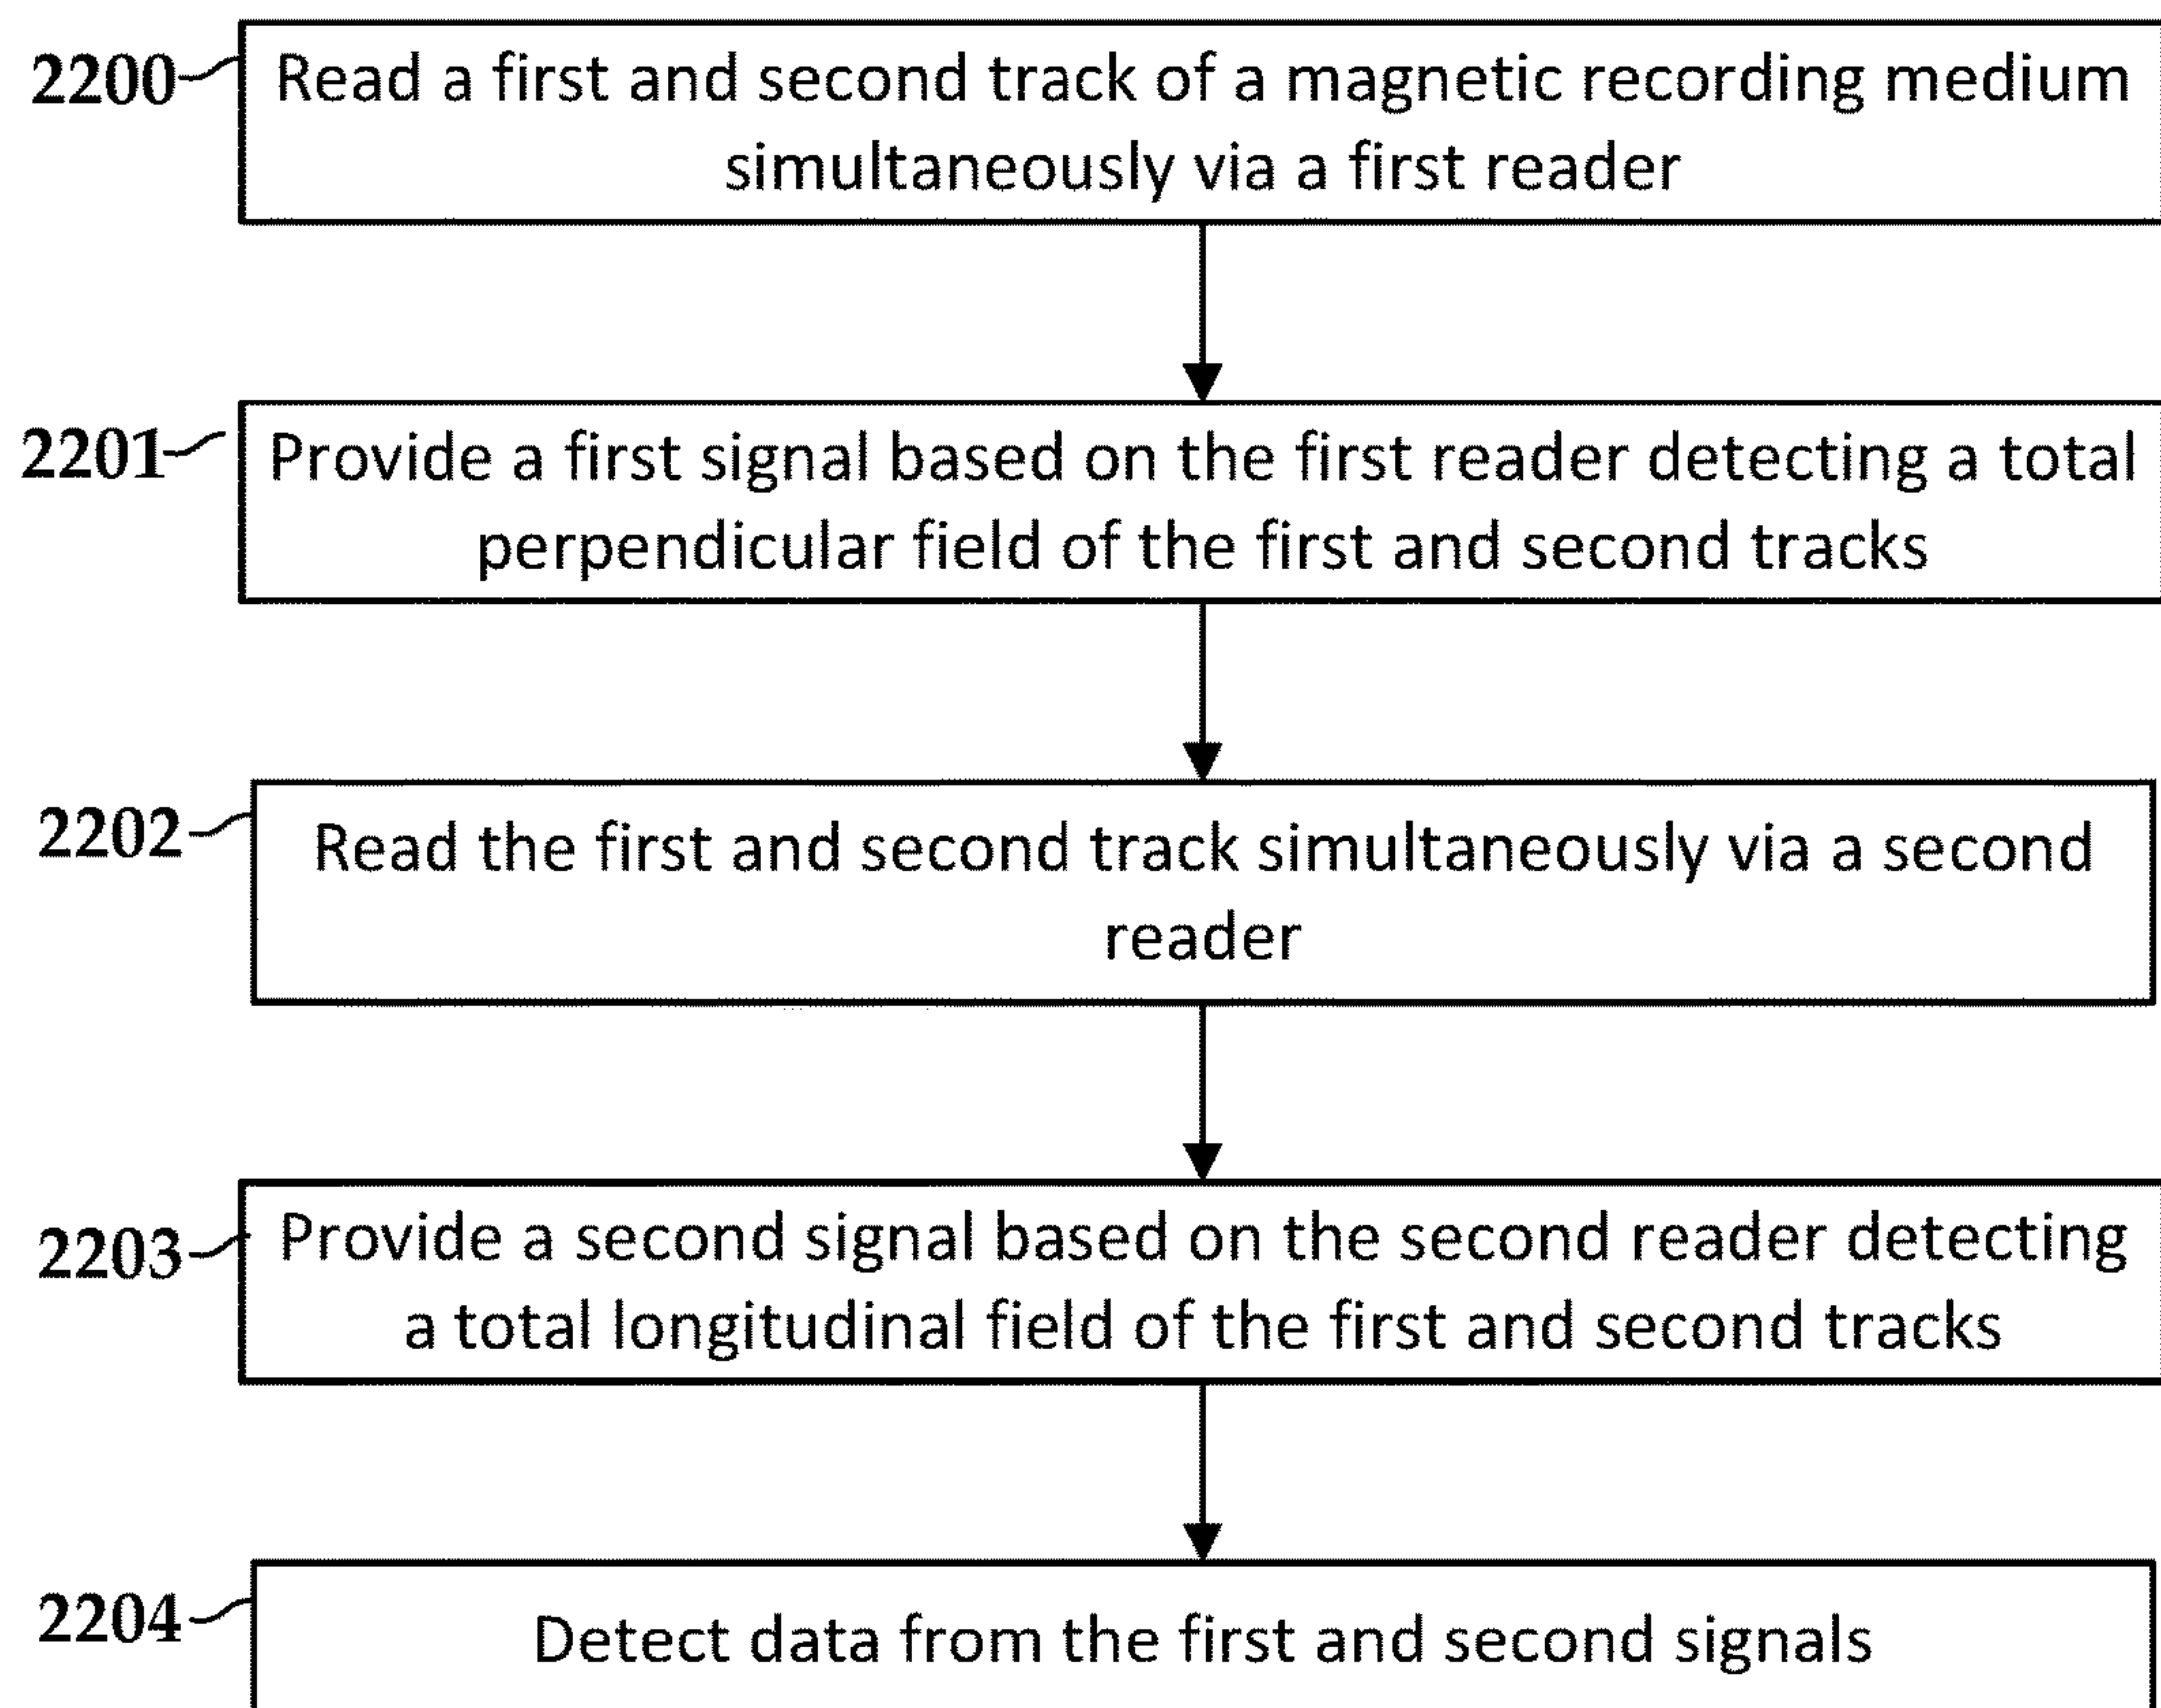 2200
Read a first and second track of a magnetic recording medium
simultaneously via a first reader
2201
Provide a first signal based on the first reader detecting a total
perpendicular field of the first and second tracks
2202
Read the first and second track simultaneously via a second
reader
2203
Provide a second signal based on the second reader detecting
a total longitudinal field of the first and second tracks
2204
Detect data from the first and second signals